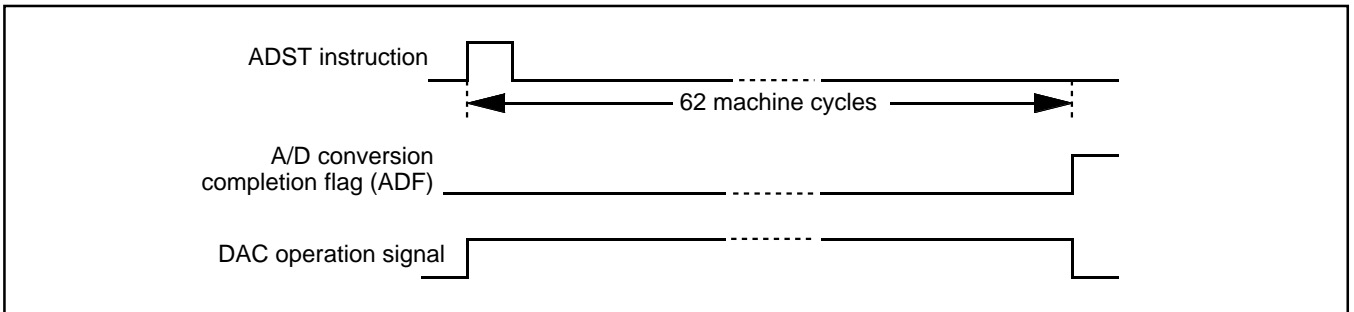 ADST instruction
62 machine cycles
A/D conversion
completion flag (ADF)
DAC operation signal